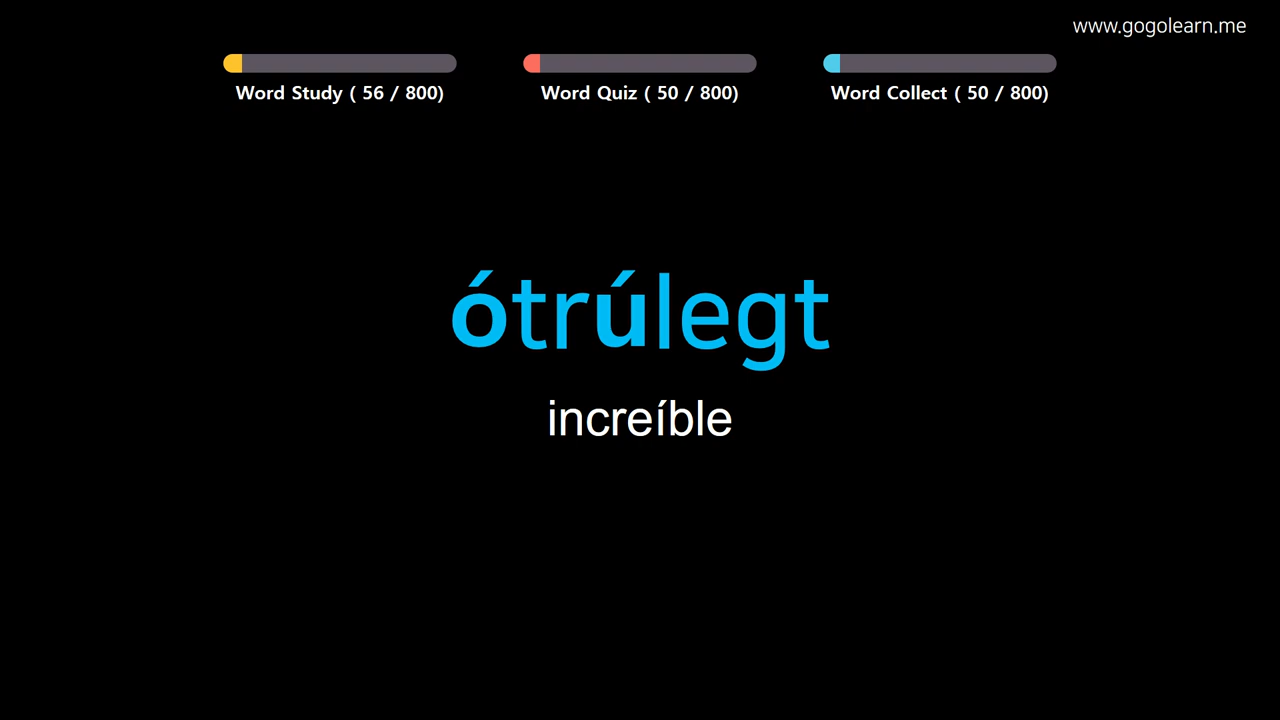 www.gogolearn.me
Word Study ( 56 / 800)
Word Quiz ( 50 / 800)
Word Collect ( 50 / 800)
ótrúlegt
increíble